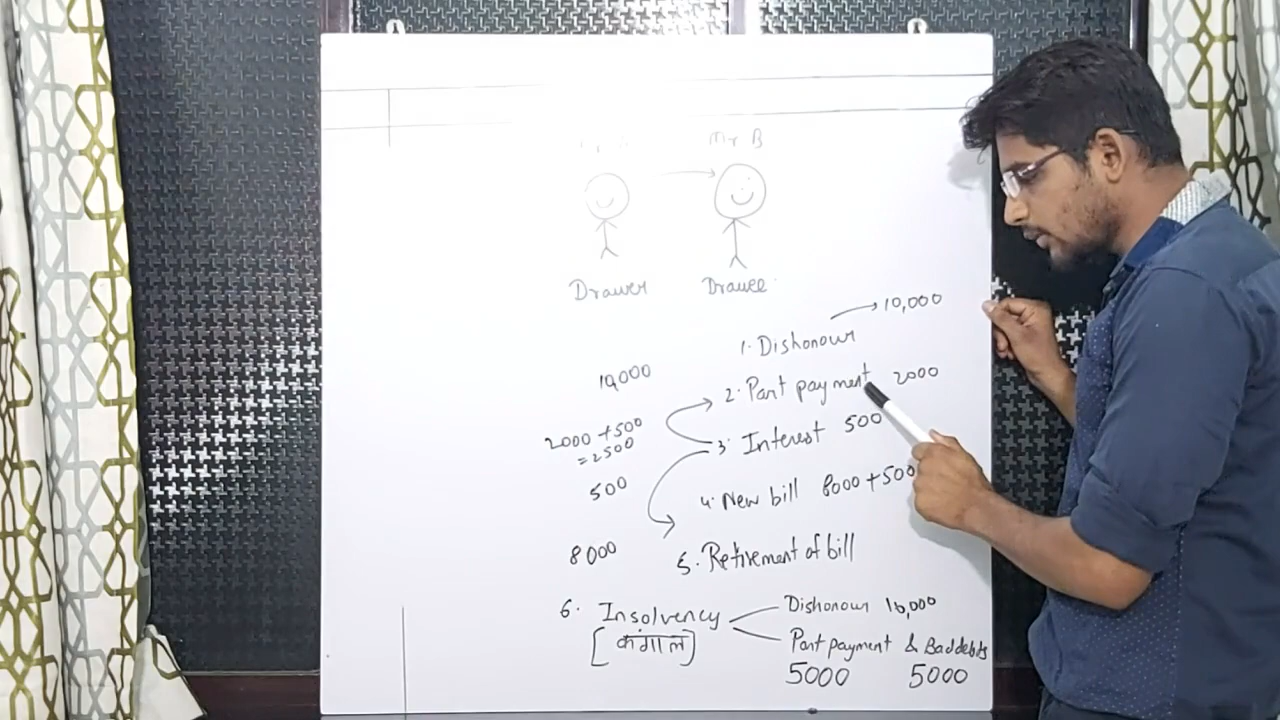 Mr B
Drawer Drawee
1. Dishonour → 10,000
10,000
2. Part payment 2000
2000 + 500
= 2500
3. Interest 500
500
4. New bill 8000 + 500
8000
5. Retirement of bill
6. Insolvency Dishonour 10,000
[कंगाल] Part payment & Bad debts
5000 5000